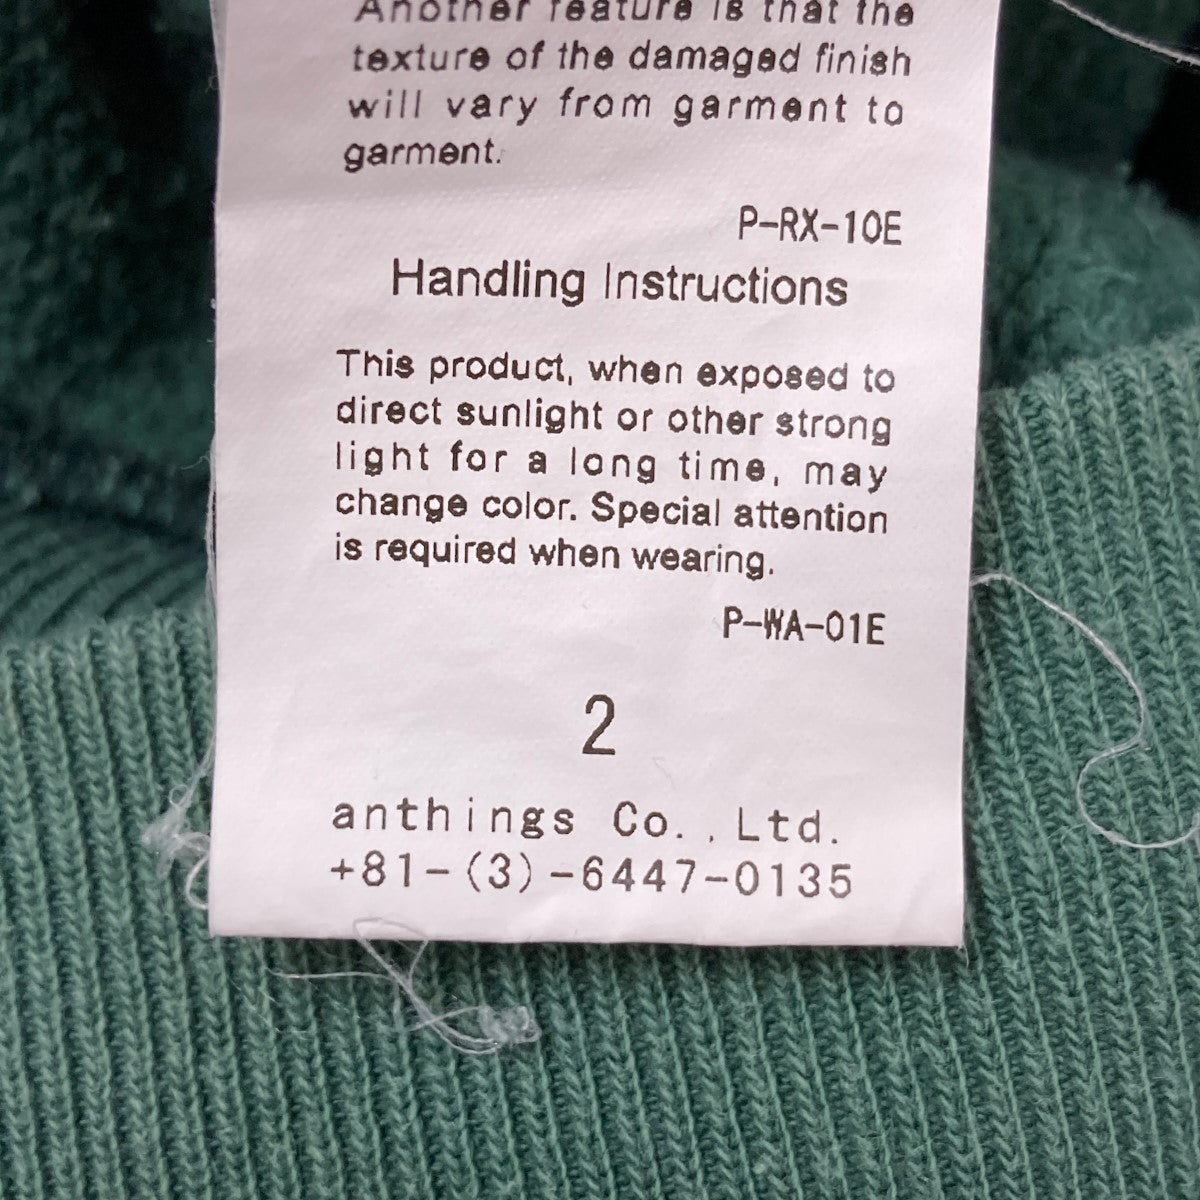 Another feature is that the
texture of the damaged finish
will vary from garment to
garment.
P-RX-10E
Handling Instructions
This product, when exposed to
direct sunlight or other strong
light for a long time, may
change color. Special attention
is required when wearing.
P-WA-01E
2
anthings Co., Ltd.
+81-(3)-6447-0135